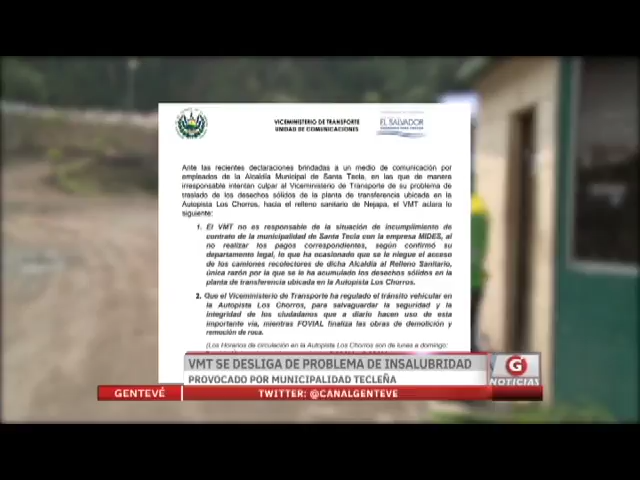 VICEMINISTERIO DE TRANSPORTE
UNIDAD DE COMUNICACIONES
EL SALVADOR
Ante las recientes declaraciones brindadas a un medio de comunicación por
empleados de la Alcaldía Municipal de Santa Tecla, en las que de manera
irresponsable intentan culpar al Viceministerio de Transporte de su problema de
traslado de los desechos sólidos de la planta de transferencia ubicada en la
Autopista Los Chorros, hacia el relleno sanitario de Nejapa, el VMT aclara lo
siguiente:
1. El VMT no es responsable de la situación de incumplimiento de
contrato de la municipalidad de Santa Tecla con la empresa MIDES, al
no realizar los pagos correspondientes, según confirmó su
departamento legal, lo que ha ocasionado que se le niegue el acceso
de los camiones recolectores de dicha Alcaldía al Relleno Sanitario,
única razón por la que se le ha acumulado los desechos sólidos en la
planta de transferencia ubicada en la Autopista Los Chorros.
2. Que el Viceministerio de Transporte ha regulado el tránsito vehicular en
la Autopista Los Chorros, para salvaguardar la seguridad y la
integridad de los ciudadanos que a diario hacen uso de esta
importante vía, mientras FOVIAL finaliza las obras de demolición y
remoción de roca.
(Los Horarios de circulación en la Autopista Los Chorros son de lunes a domingo:
VMT SE DESLIGA DE PROBLEMA DE INSALUBRIDAD
PROVOCADO POR MUNICIPALIDAD TECLEÑA
G
NOTICIAS
GENTEVÉ
TWITTER: @CANALGENTEVE